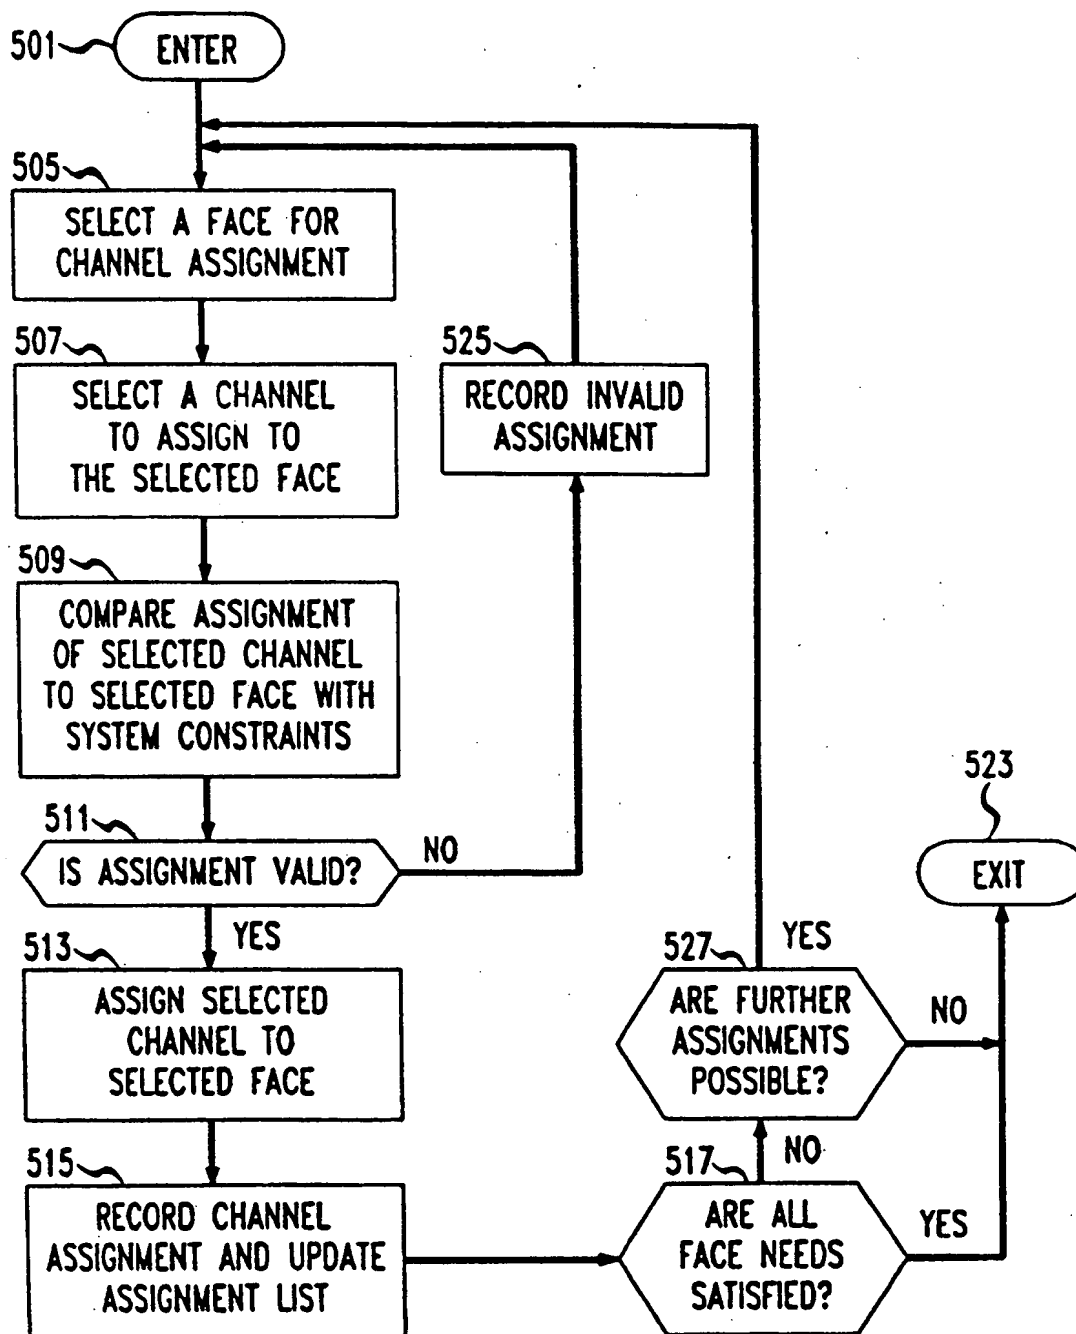 501
ENTER
505
SELECT A FACE FOR
CHANNEL ASSIGNMENT
507
SELECT A CHANNEL
TO ASSIGN TO
THE SELECTED FACE
525
RECORD INVALID
ASSIGNMENT
509
COMPARE ASSIGNMENT
OF SELECTED CHANNEL
TO SELECTED FACE WITH
SYSTEM CONSTRAINTS
511
IS ASSIGNMENT VALID?
NO
YES
513
ASSIGN SELECTED
CHANNEL TO
SELECTED FACE
515
RECORD CHANNEL
ASSIGNMENT AND UPDATE
ASSIGNMENT LIST
517
ARE ALL
FACE NEEDS
SATISFIED?
NO
YES
527
ARE FURTHER
ASSIGNMENTS
POSSIBLE?
YES
NO
523
EXIT